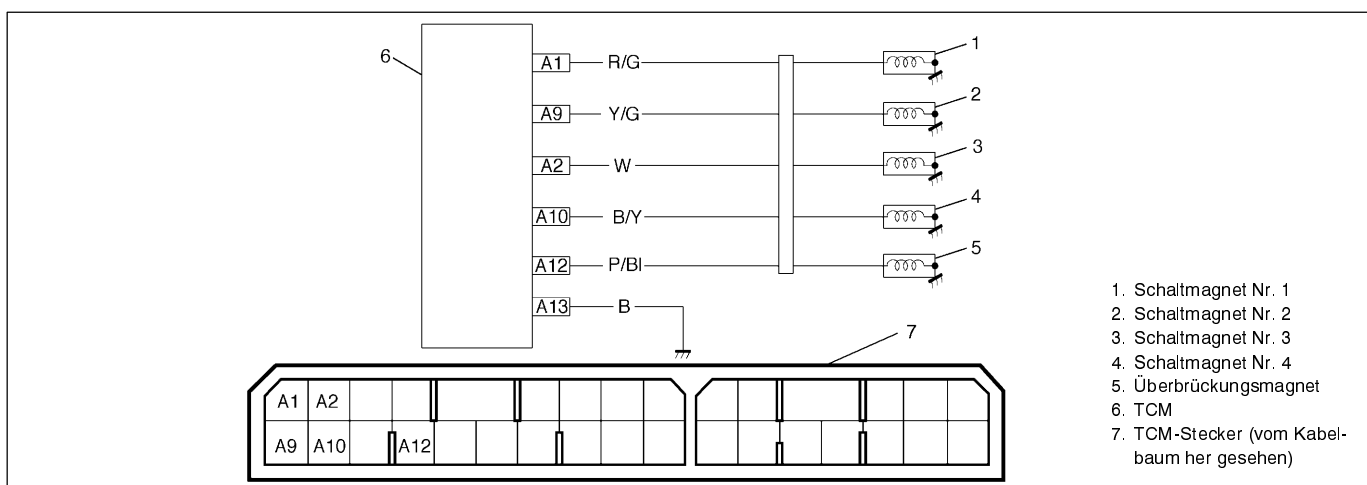 6
A1 R/G 1
A9 Y/G 2
A2 W 3
A10 B/Y 4
A12 P/Bl 5
A13 B
7
A1 A2
A9 A10 A12
1. Schaltmagnet Nr. 1
2. Schaltmagnet Nr. 2
3. Schaltmagnet Nr. 3
4. Schaltmagnet Nr. 4
5. Überbrückungsmagnet
6. TCM
7. TCM-Stecker (vom Kabel-
baum her gesehen)